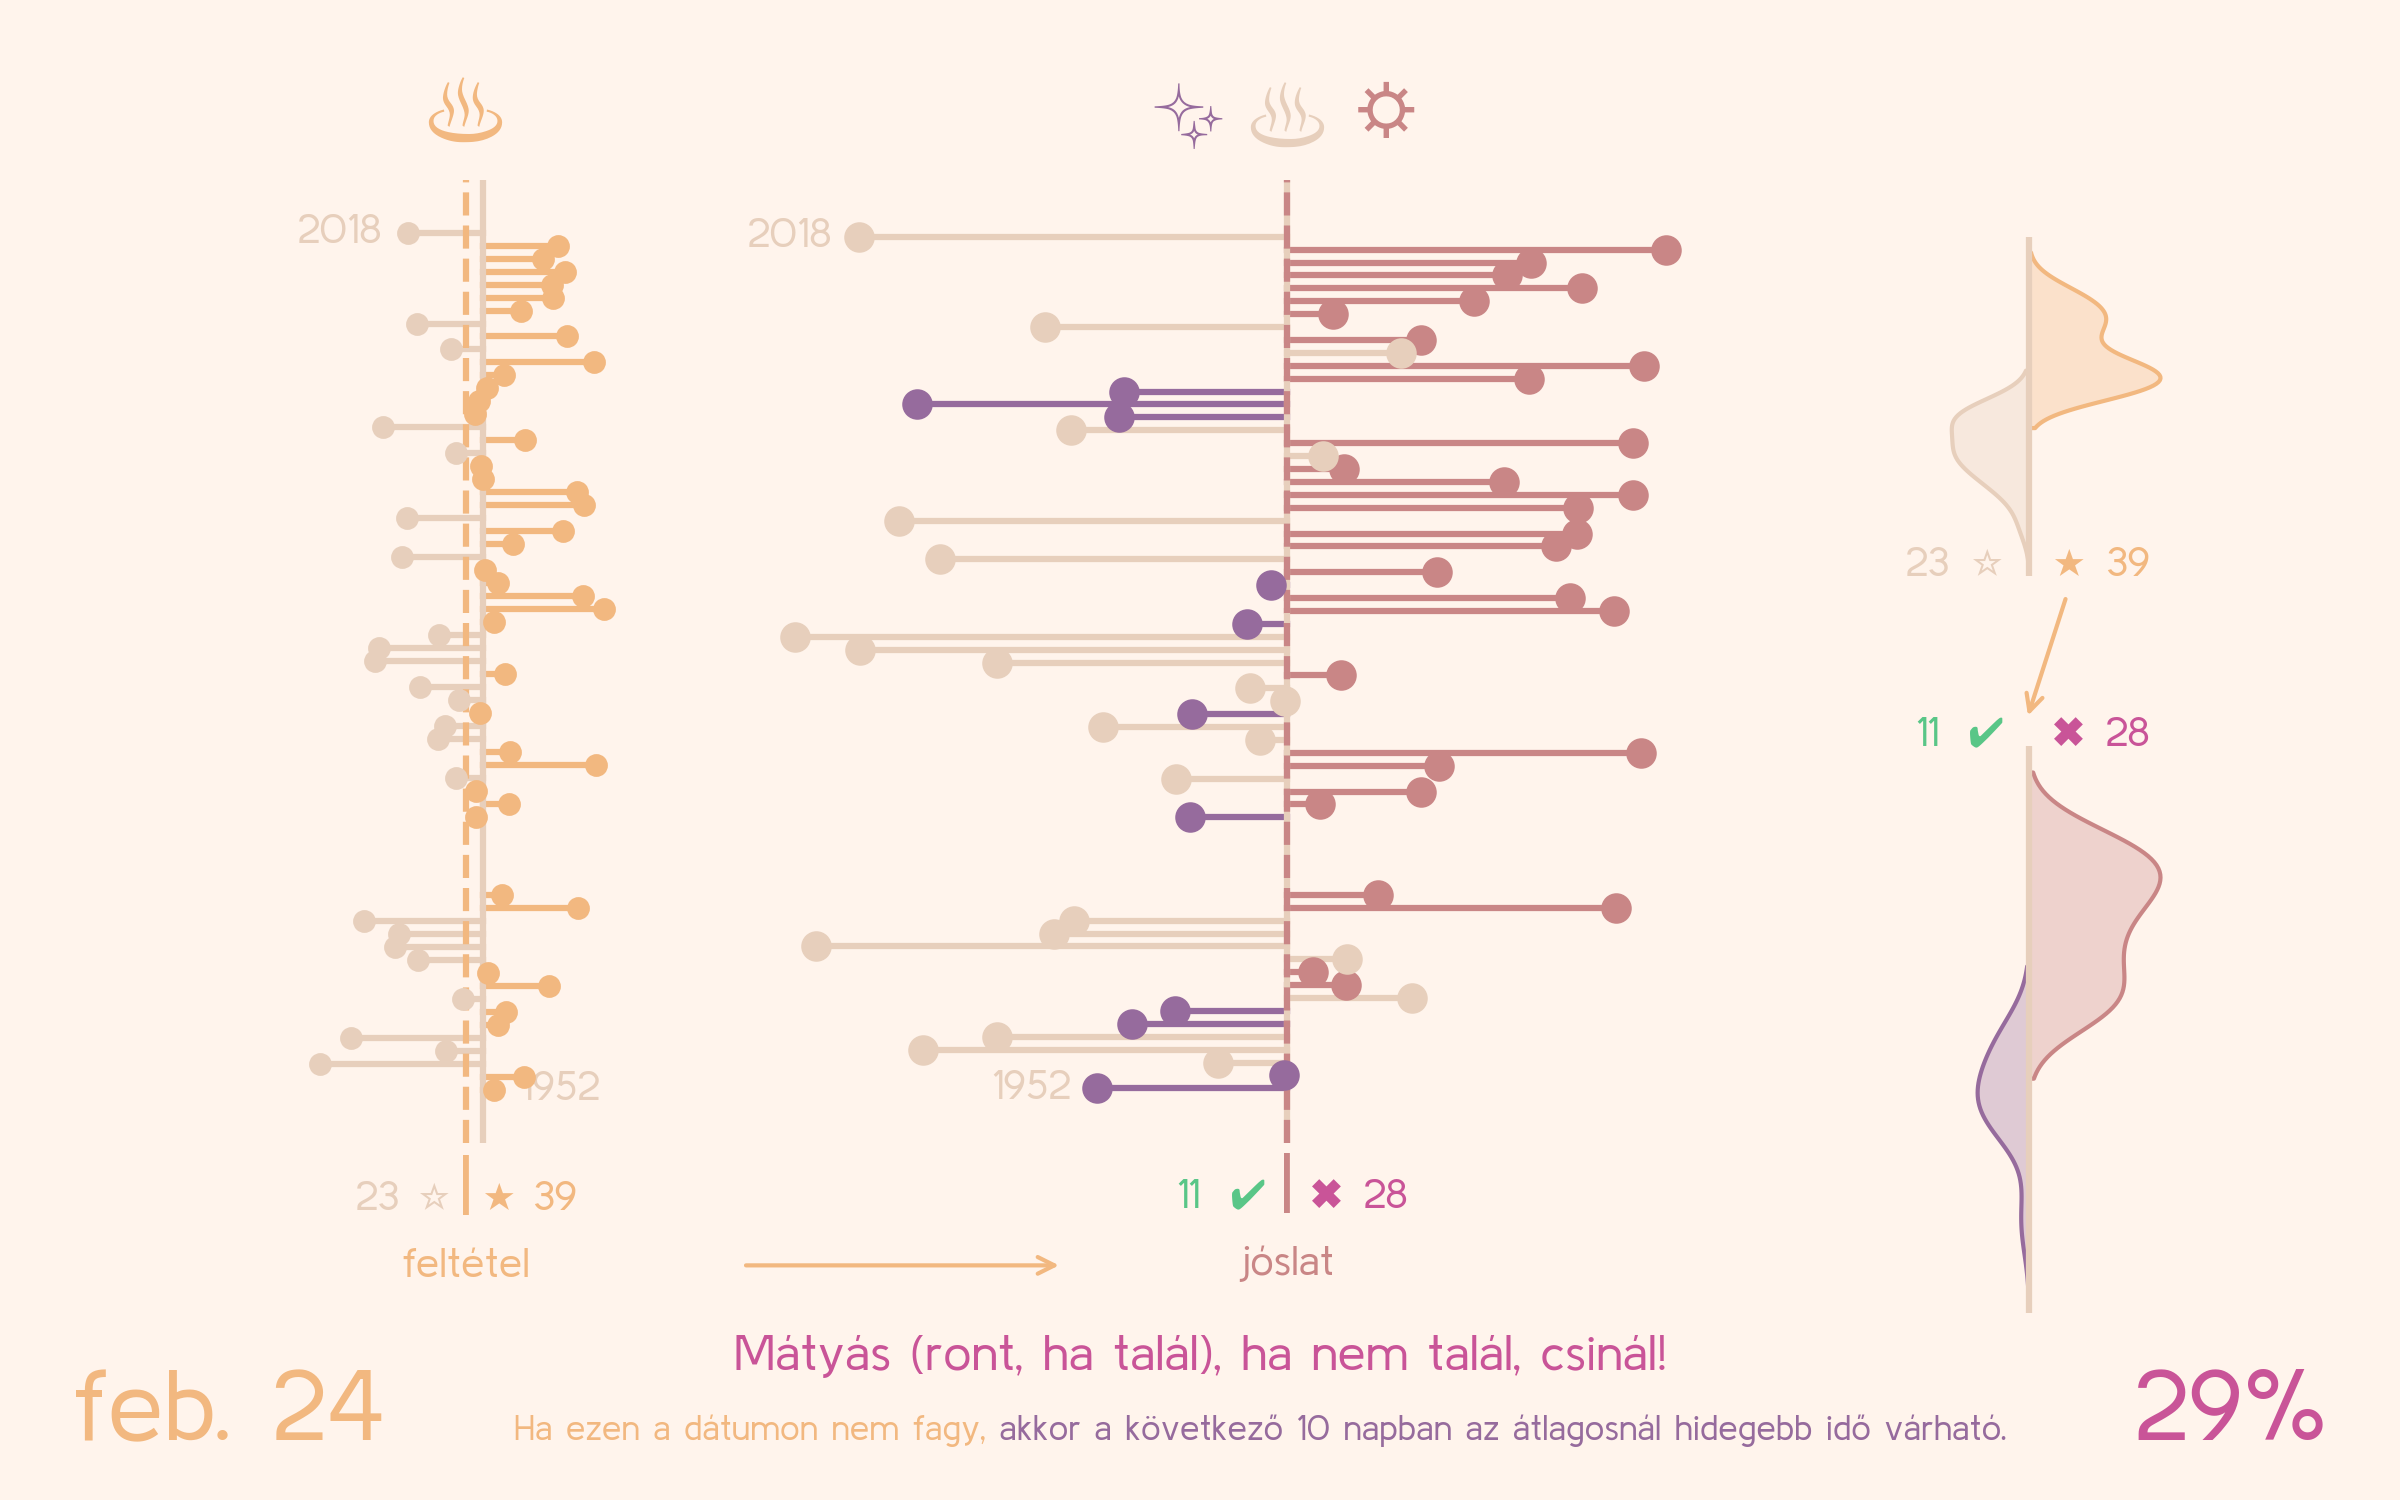 2018
2018
23 ☆ ★ 39
11 ✔ ✖ 28
1952
1952
23 ☆ ★ 39
11 ✔ ✖ 28
feltétel
jóslat
Mátyás (ront, ha talál), ha nem talál, csinál!
feb. 24
Ha ezen a dátumon nem fagy, akkor a következő 10 napban az átlagosnál hidegebb idő várható.
29%